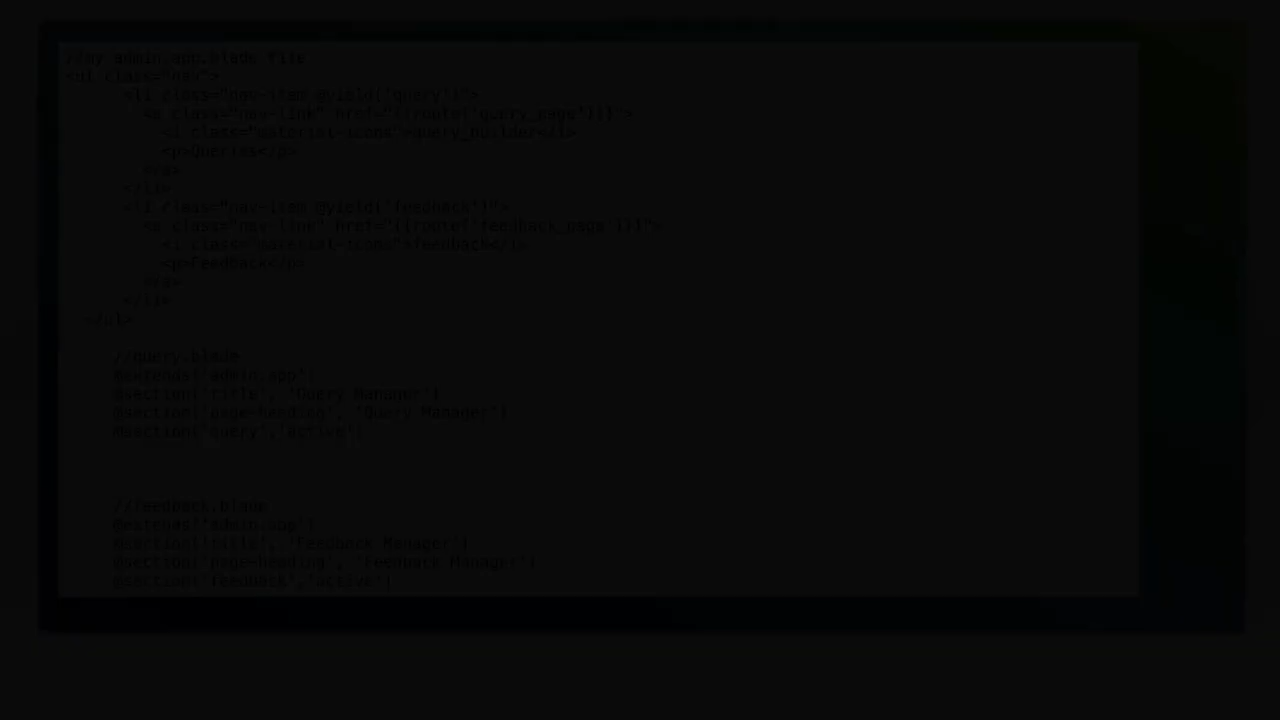 //my admin.app.blade file
<ul class="nav">
<li class="nav-item @yield('query')">
<a class="nav-link" href="{{route('query_page')}}">
<i class="material-icons">query_builder</i>
<p>Queries</p>
</a>
</li>
<li class="nav-item @yield('feedback')">
<a class="nav-link" href="{{route('feedback_page')}}">
<i class="material-icons">feedback</i>
<p>Feedback</p>
</a>
</li>
</ul>
//query.blade
@extends('admin.app')
@section('title', 'Query Manager')
@section('page-heading', 'Query Manager')
@section('query','active')
//feedback.blade
@extends('admin.app')
@section('title', 'Feedback Manager')
@section('page-heading', 'Feedback Manager')
@section('feedback','active')